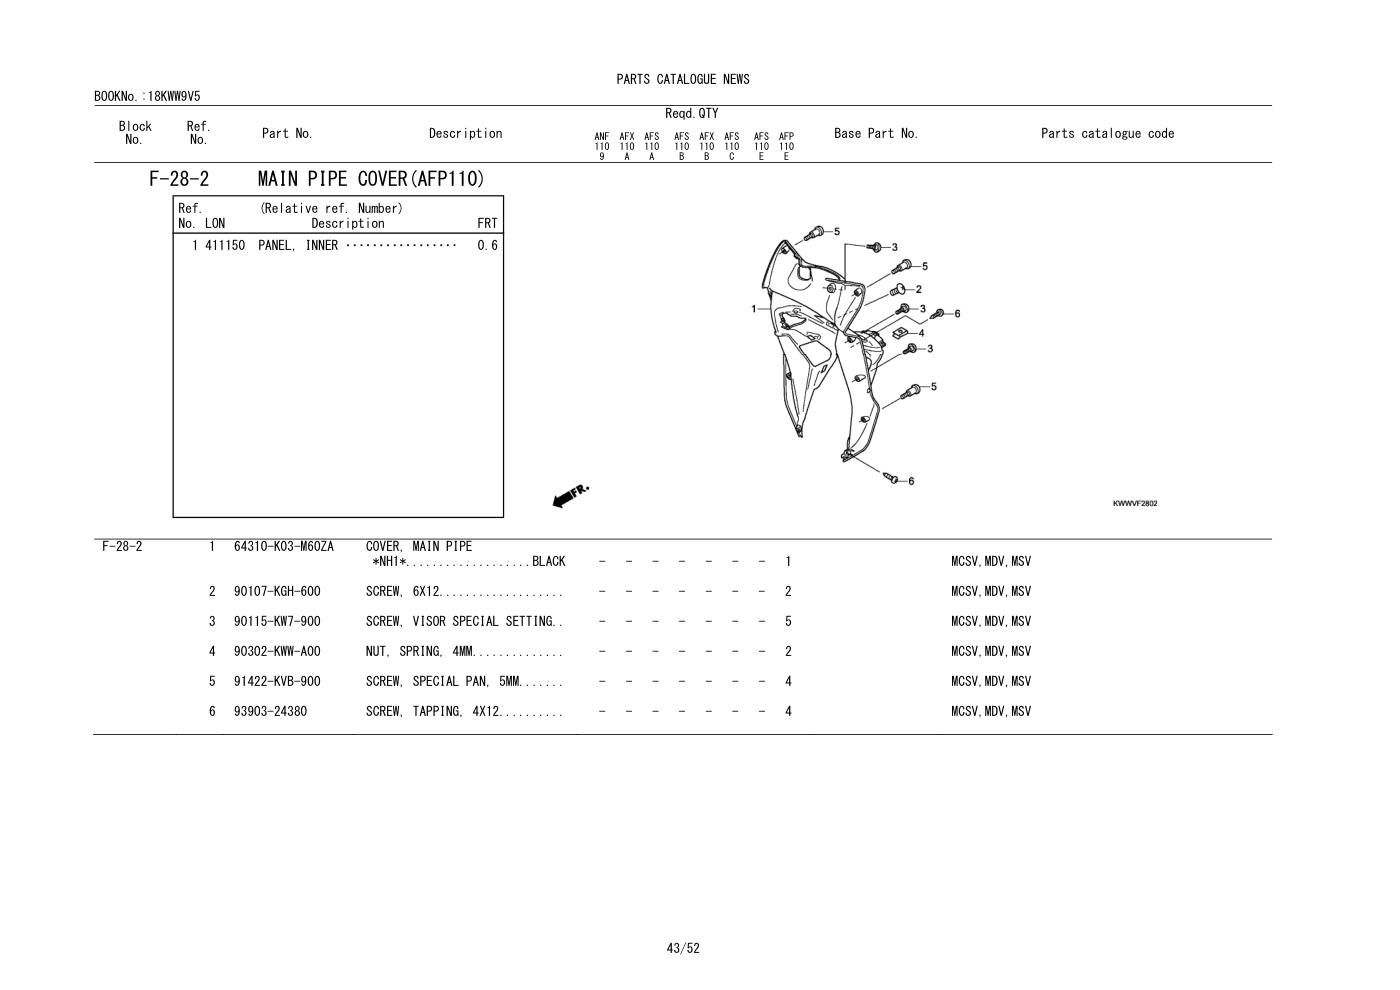 PARTS CATALOGUE NEWS
BOOKNo.:18KWW9V5
Reqd.QTY
Block No. Ref. No. Part No. Description ANF 110 9 AFX 110 A AFS 110 A AFS 110 B AFX 110 B AFS 110 C AFS 110 E AFP 110 E Base Part No. Parts catalogue code
F-28-2 MAIN PIPE COVER(AFP110)
Ref. (Relative ref. Number)
No. LON Description FRT
1 411150 PANEL, INNER ················· 0.6
5
3
5
2
1
3
6
4
3
5
6
FR.
KWWVF2802
F-28-2 1 64310-K03-M60ZA COVER, MAIN PIPE
*NH1*...................BLACK - - - - - - - 1 MCSV,MDV,MSV
2 90107-KGH-600 SCREW, 6X12................... - - - - - - - 2 MCSV,MDV,MSV
3 90115-KW7-900 SCREW, VISOR SPECIAL SETTING.. - - - - - - - 5 MCSV,MDV,MSV
4 90302-KWW-A00 NUT, SPRING, 4MM.............. - - - - - - - 2 MCSV,MDV,MSV
5 91422-KVB-900 SCREW, SPECIAL PAN, 5MM....... - - - - - - - 4 MCSV,MDV,MSV
6 93903-24380 SCREW, TAPPING, 4X12.......... - - - - - - - 4 MCSV,MDV,MSV
43/52